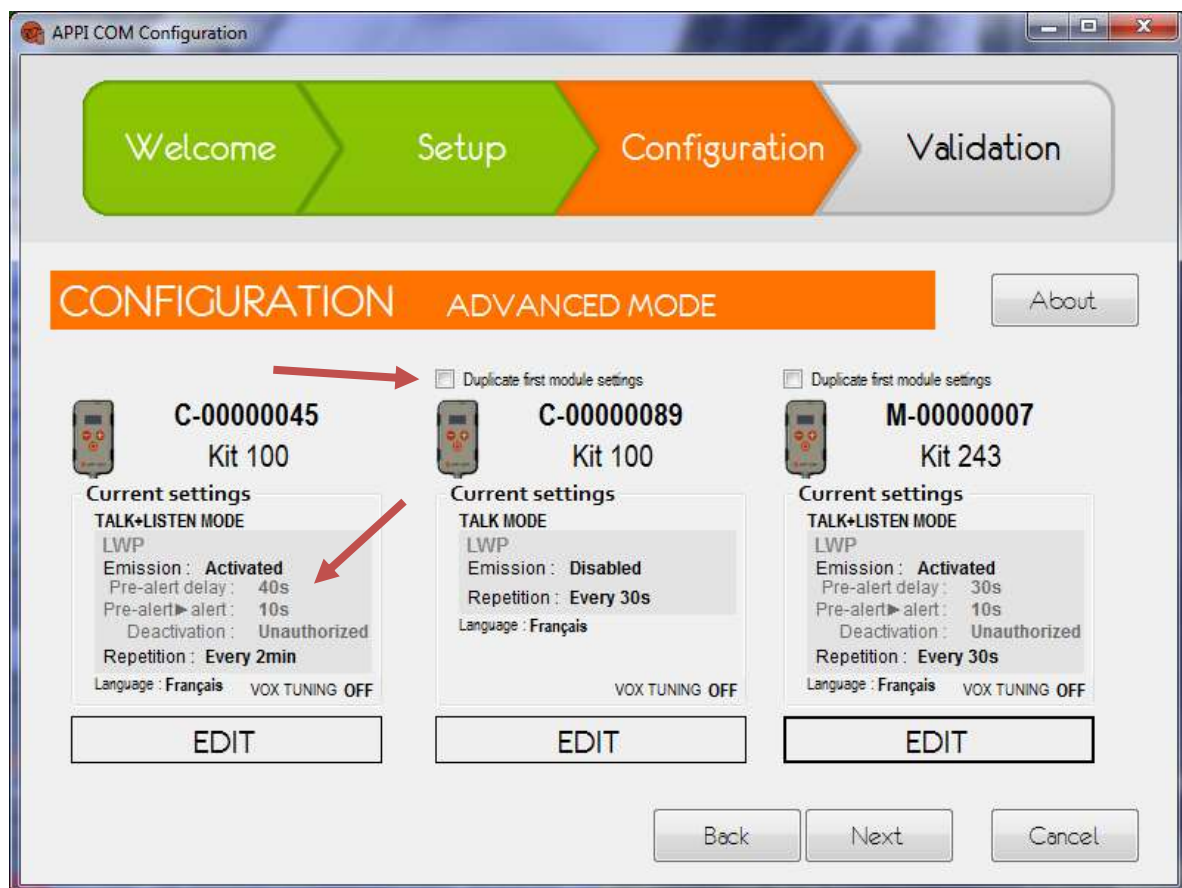 APPI COM Configuration
Welcome
Setup
Configuration
Validation
CONFIGURATION ADVANCED MODE
About
C-00000045
Kit 100
Current settings
TALK+LISTEN MODE
LWP
Emission : Activated
Pre-alert delay : 40s
Pre-alert►alert : 10s
Deactivation : Unauthorized
Repetition : Every 2min
Language : Français VOX TUNING OFF
EDIT
Duplicate first module settings
C-00000089
Kit 100
Current settings
TALK MODE
LWP
Emission : Disabled
Repetition : Every 30s
Language : Français
VOX TUNING OFF
EDIT
Duplicate first module settings
M-00000007
Kit 243
Current settings
TALK+LISTEN MODE
LWP
Emission : Activated
Pre-alert delay : 30s
Pre-alert►alert : 10s
Deactivation : Unauthorized
Repetition : Every 30s
Language : Français VOX TUNING OFF
EDIT
Back
Next
Cancel